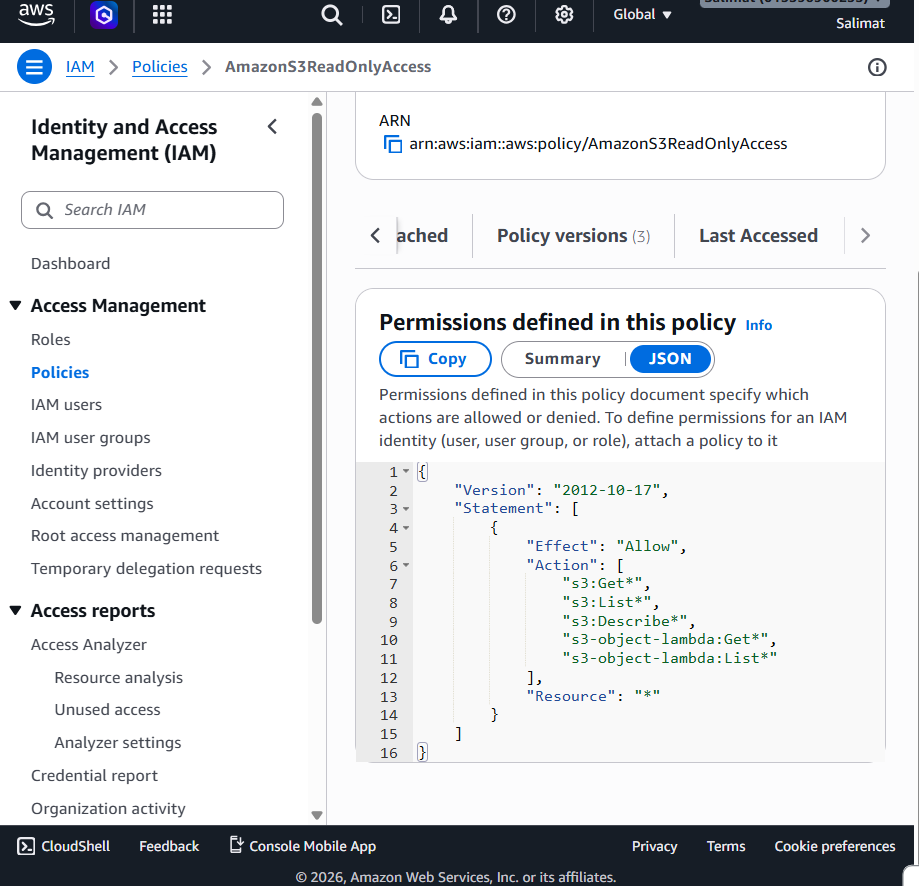 aws
Global ▼
Salimat
IAM > Policies > AmazonS3ReadOnlyAccess
Identity and Access
Management (IAM)
Search IAM
Dashboard
Access Management
Roles
Policies
IAM users
IAM user groups
Identity providers
Account settings
Root access management
Temporary delegation requests
Access reports
Access Analyzer
Resource analysis
Unused access
Analyzer settings
Credential report
Organization activity
ARN
arn:aws:iam::aws:policy/AmazonS3ReadOnlyAccess
ached
Policy versions (3)
Last Accessed
Permissions defined in this policy Info
Copy
Summary
JSON
Permissions defined in this policy document specify which
actions are allowed or denied. To define permissions for an IAM
identity (user, user group, or role), attach a policy to it
1 {
2     "Version": "2012-10-17",
3     "Statement": [
4         {
5             "Effect": "Allow",
6             "Action": [
7                 "s3:Get*",
8                 "s3:List*",
9                 "s3:Describe*",
10                 "s3-object-lambda:Get*",
11                 "s3-object-lambda:List*"
12             ],
13             "Resource": "*"
14         }
15     ]
16 }
CloudShell
Feedback
Console Mobile App
Privacy
Terms
Cookie preferences
© 2026, Amazon Web Services, Inc. or its affiliates.